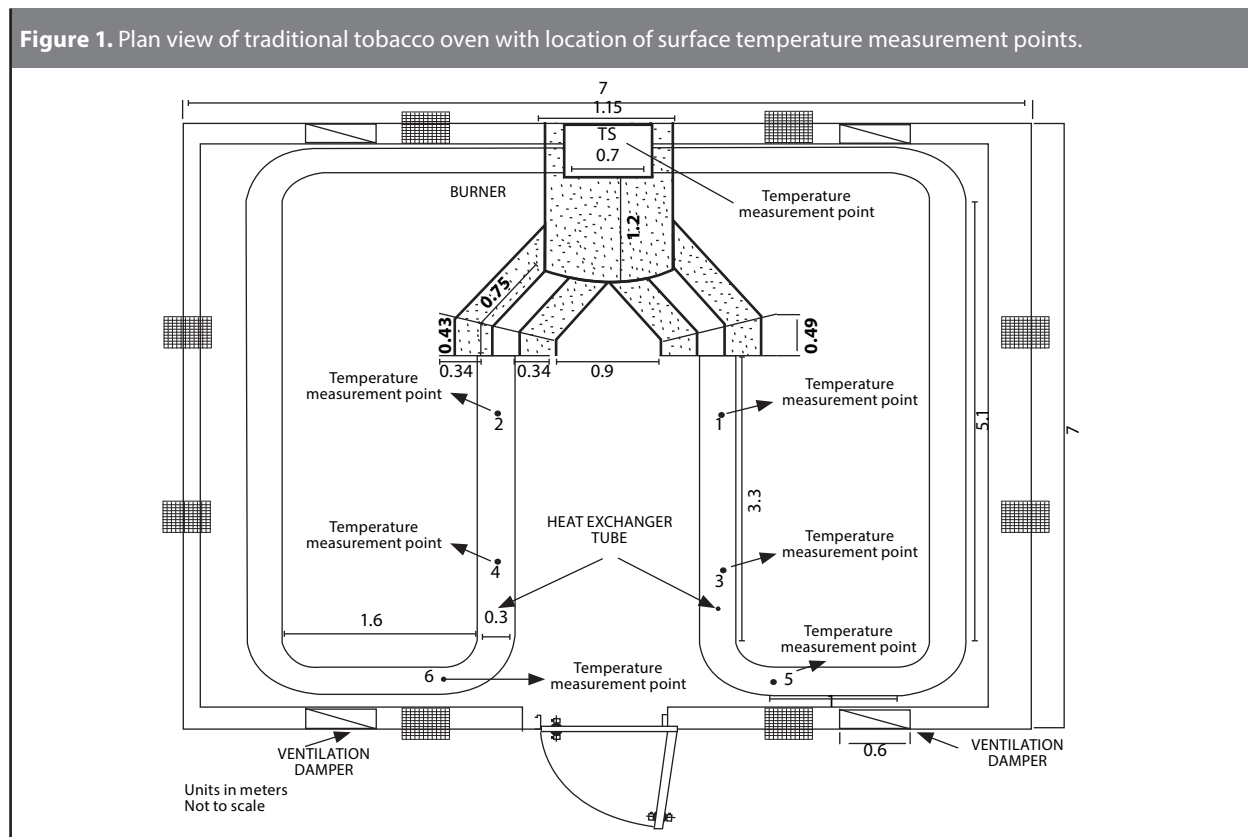 Figure 1. Plan view of traditional tobacco oven with location of surface temperature measurement points.
7
1.15
TS
0.7
BURNER
Temperature
measurement point
1.2
0.75
0.43
0.49
0.34
0.34
0.9
Temperature
measurement point
2
Temperature
measurement point
1
5.1
7
3.3
Temperature
measurement point
4
HEAT EXCHANGER
TUBE
Temperature
measurement point
3
1.6
0.3
Temperature
measurement point
5
6
Temperature
measurement point
1
0.6
VENTILATION
DAMPER
VENTILATION
DAMPER
Units in meters
Not to scale